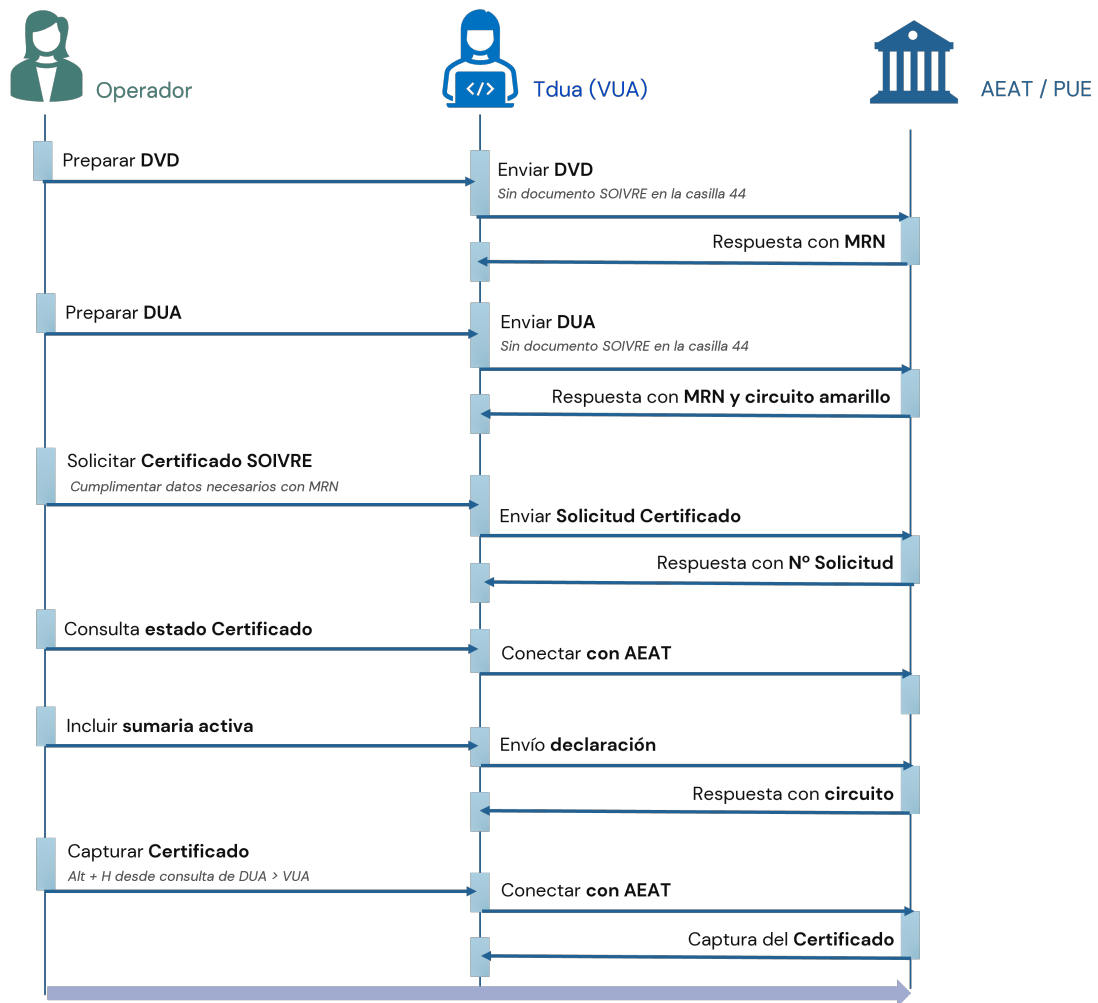 Operador
Tdua (VUA)
AEAT / PUE
Preparar DVD
Enviar DVD
Sin documento SOIVRE en la casilla 44
Respuesta con MRN
Preparar DUA
Enviar DUA
Sin documento SOIVRE en la casilla 44
Respuesta con MRN y circuito amarillo
Solicitar Certificado SOIVRE
Cumplimentar datos necesarios con MRN
Enviar Solicitud Certificado
Respuesta con Nº Solicitud
Consulta estado Certificado
Conectar con AEAT
Incluir sumaria activa
Envío declaración
Respuesta con circuito
Capturar Certificado
Alt + H desde consulta de DUA > VUA
Conectar con AEAT
Captura del Certificado